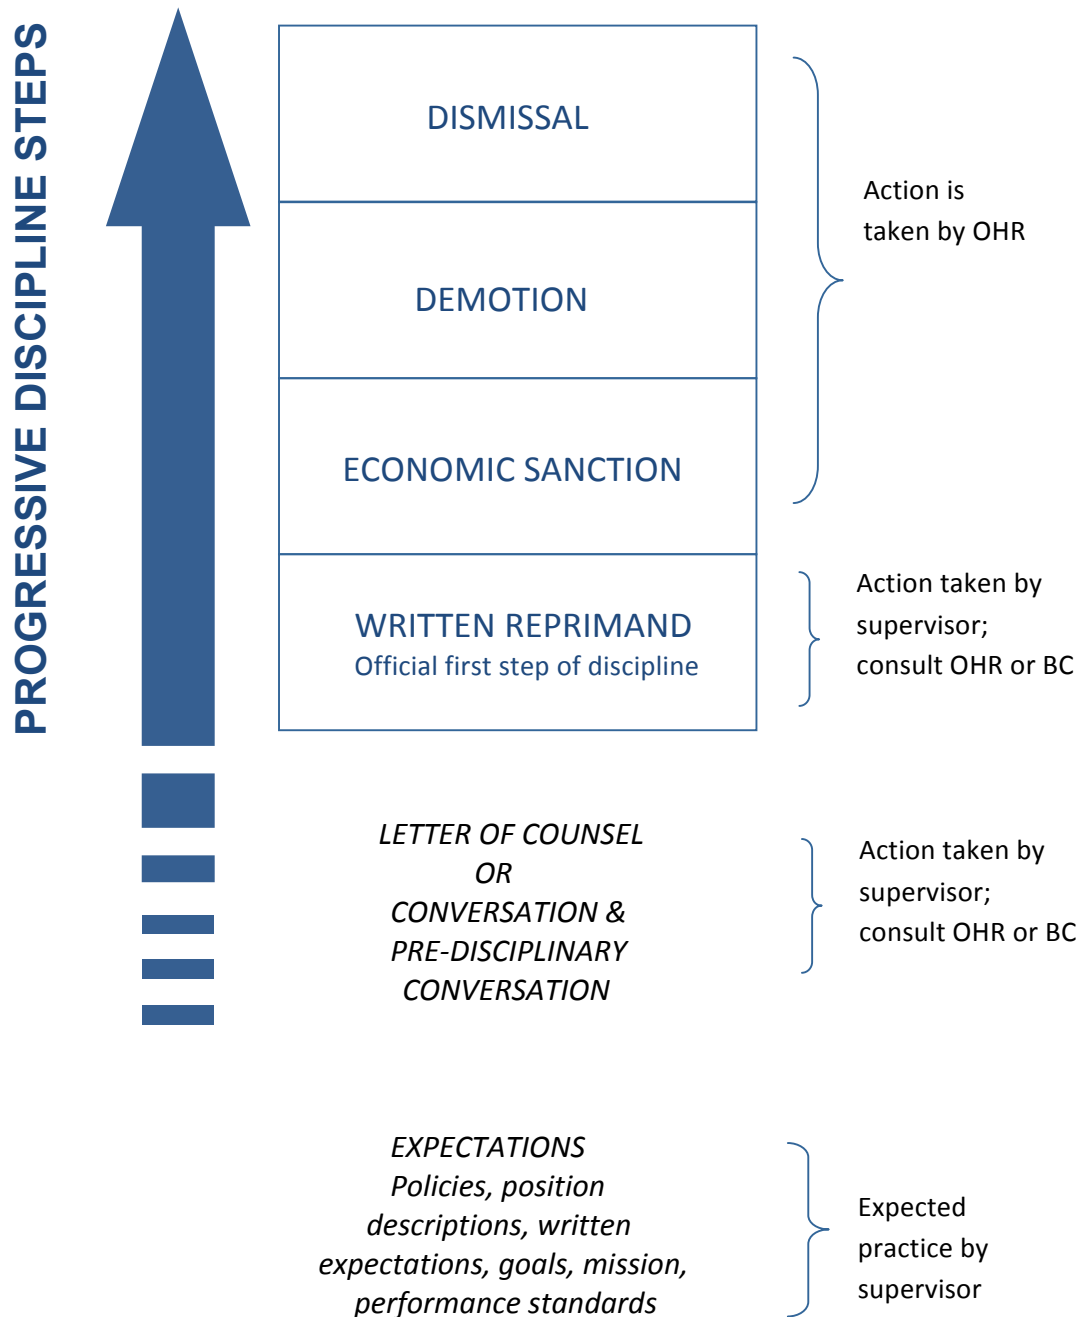 PROGRESSIVE DISCIPLINE STEPS
DISMISSAL
Action is
taken by OHR
DEMOTION
ECONOMIC SANCTION
WRITTEN REPRIMAND
Official first step of discipline
Action taken by
supervisor;
consult OHR or BC
LETTER OF COUNSEL
OR
CONVERSATION &
PRE-DISCIPLINARY
CONVERSATION
Action taken by
supervisor;
consult OHR or BC
EXPECTATIONS
Policies, position
descriptions, written
expectations, goals, mission,
performance standards
Expected
practice by
supervisor